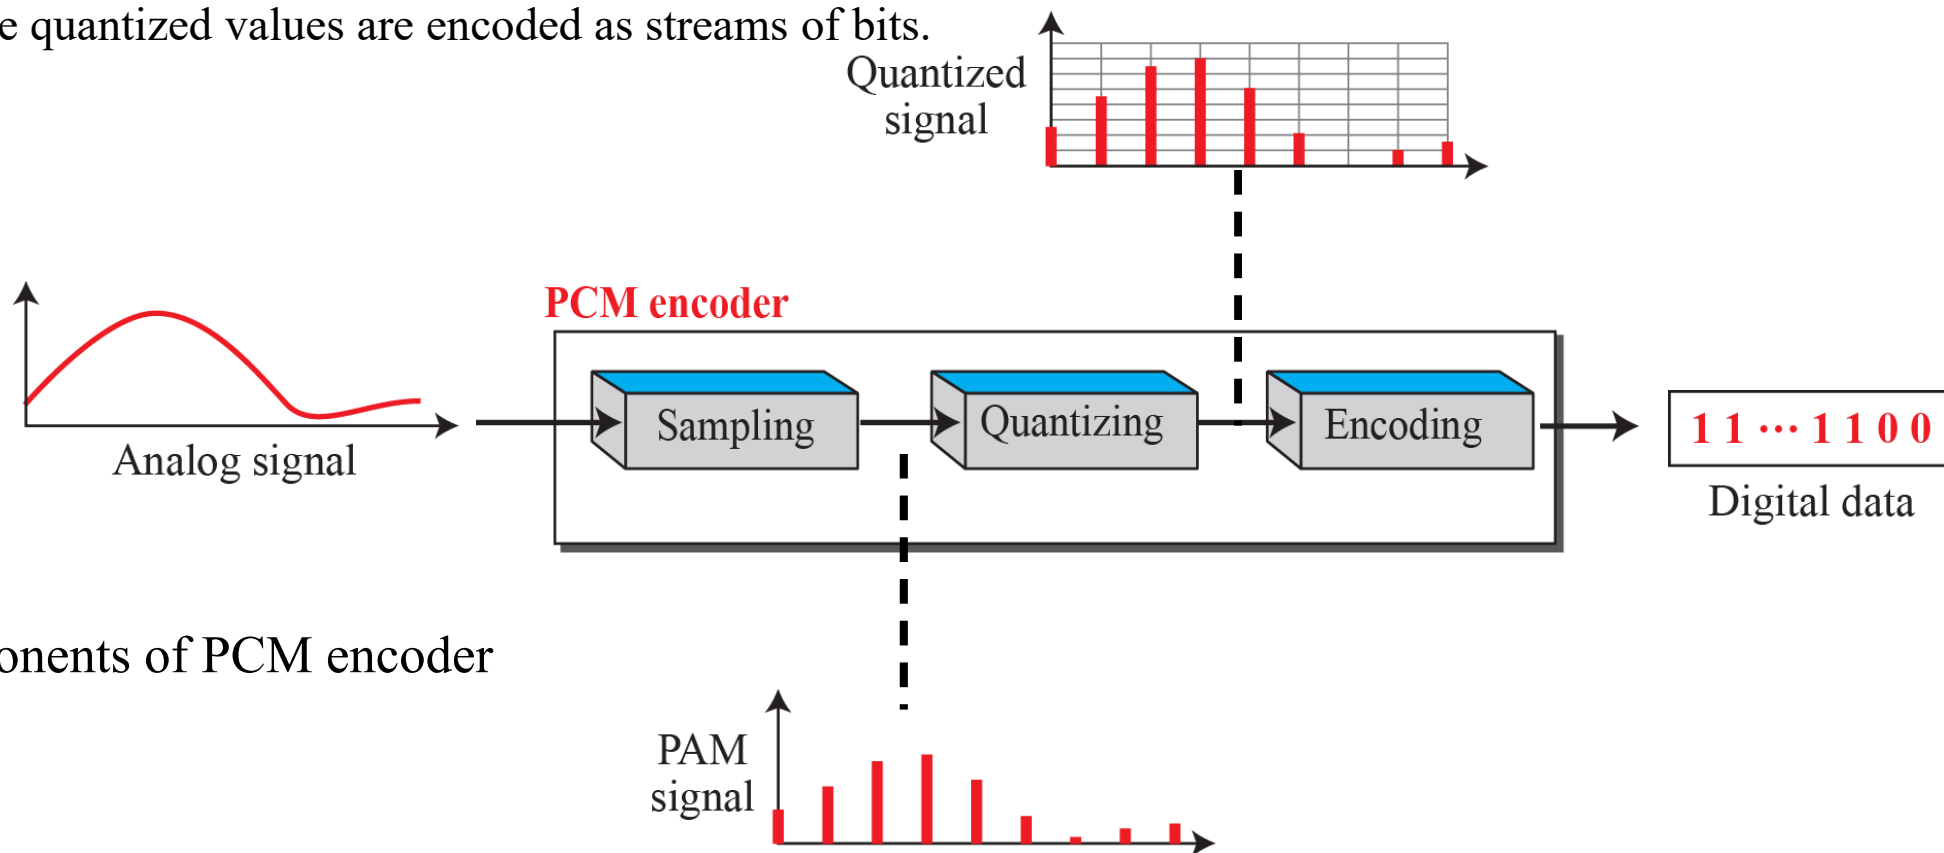 e quantized values are encoded as streams of bits.
Quantized
signal
PCM encoder
Sampling
Quantizing
Encoding
Analog signal
1 1 ··· 1 1 0 0
Digital data
onents of PCM encoder
PAM
signal